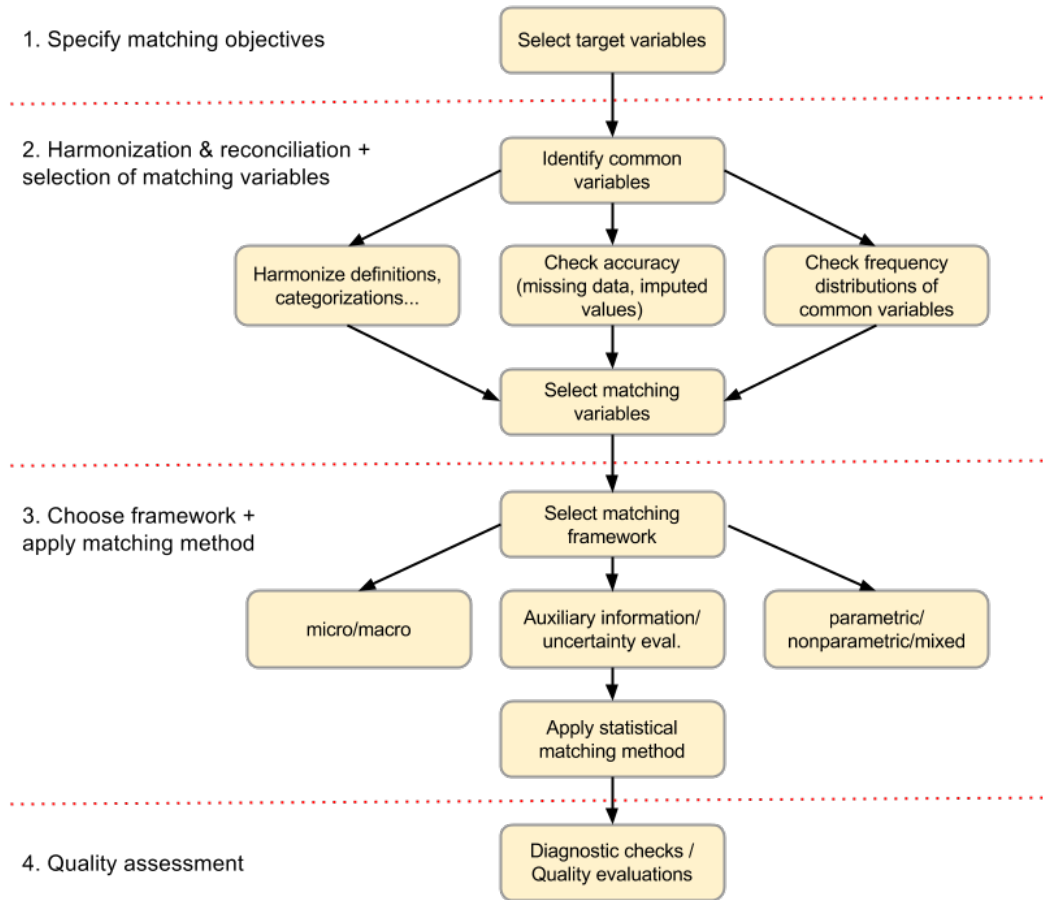 1. Specify matching objectives
Select target variables
2. Harmonization & reconciliation +
selection of matching variables
Identify common
variables
Harmonize definitions,
categorizations...
Check accuracy
(missing data, imputed
values)
Check frequency
distributions of
common variables
Select matching
variables
3. Choose framework +
apply matching method
Select matching
framework
micro/macro
Auxiliary information/
uncertainty eval.
parametric/
nonparametric/mixed
Apply statistical
matching method
4. Quality assessment
Diagnostic checks /
Quality evaluations